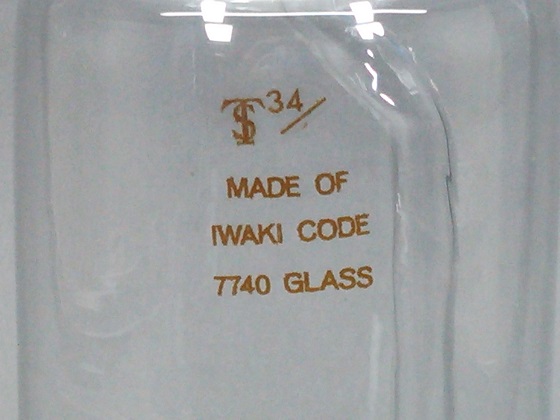 TS 34/
MADE OF
IWAKI CODE
7740 GLASS